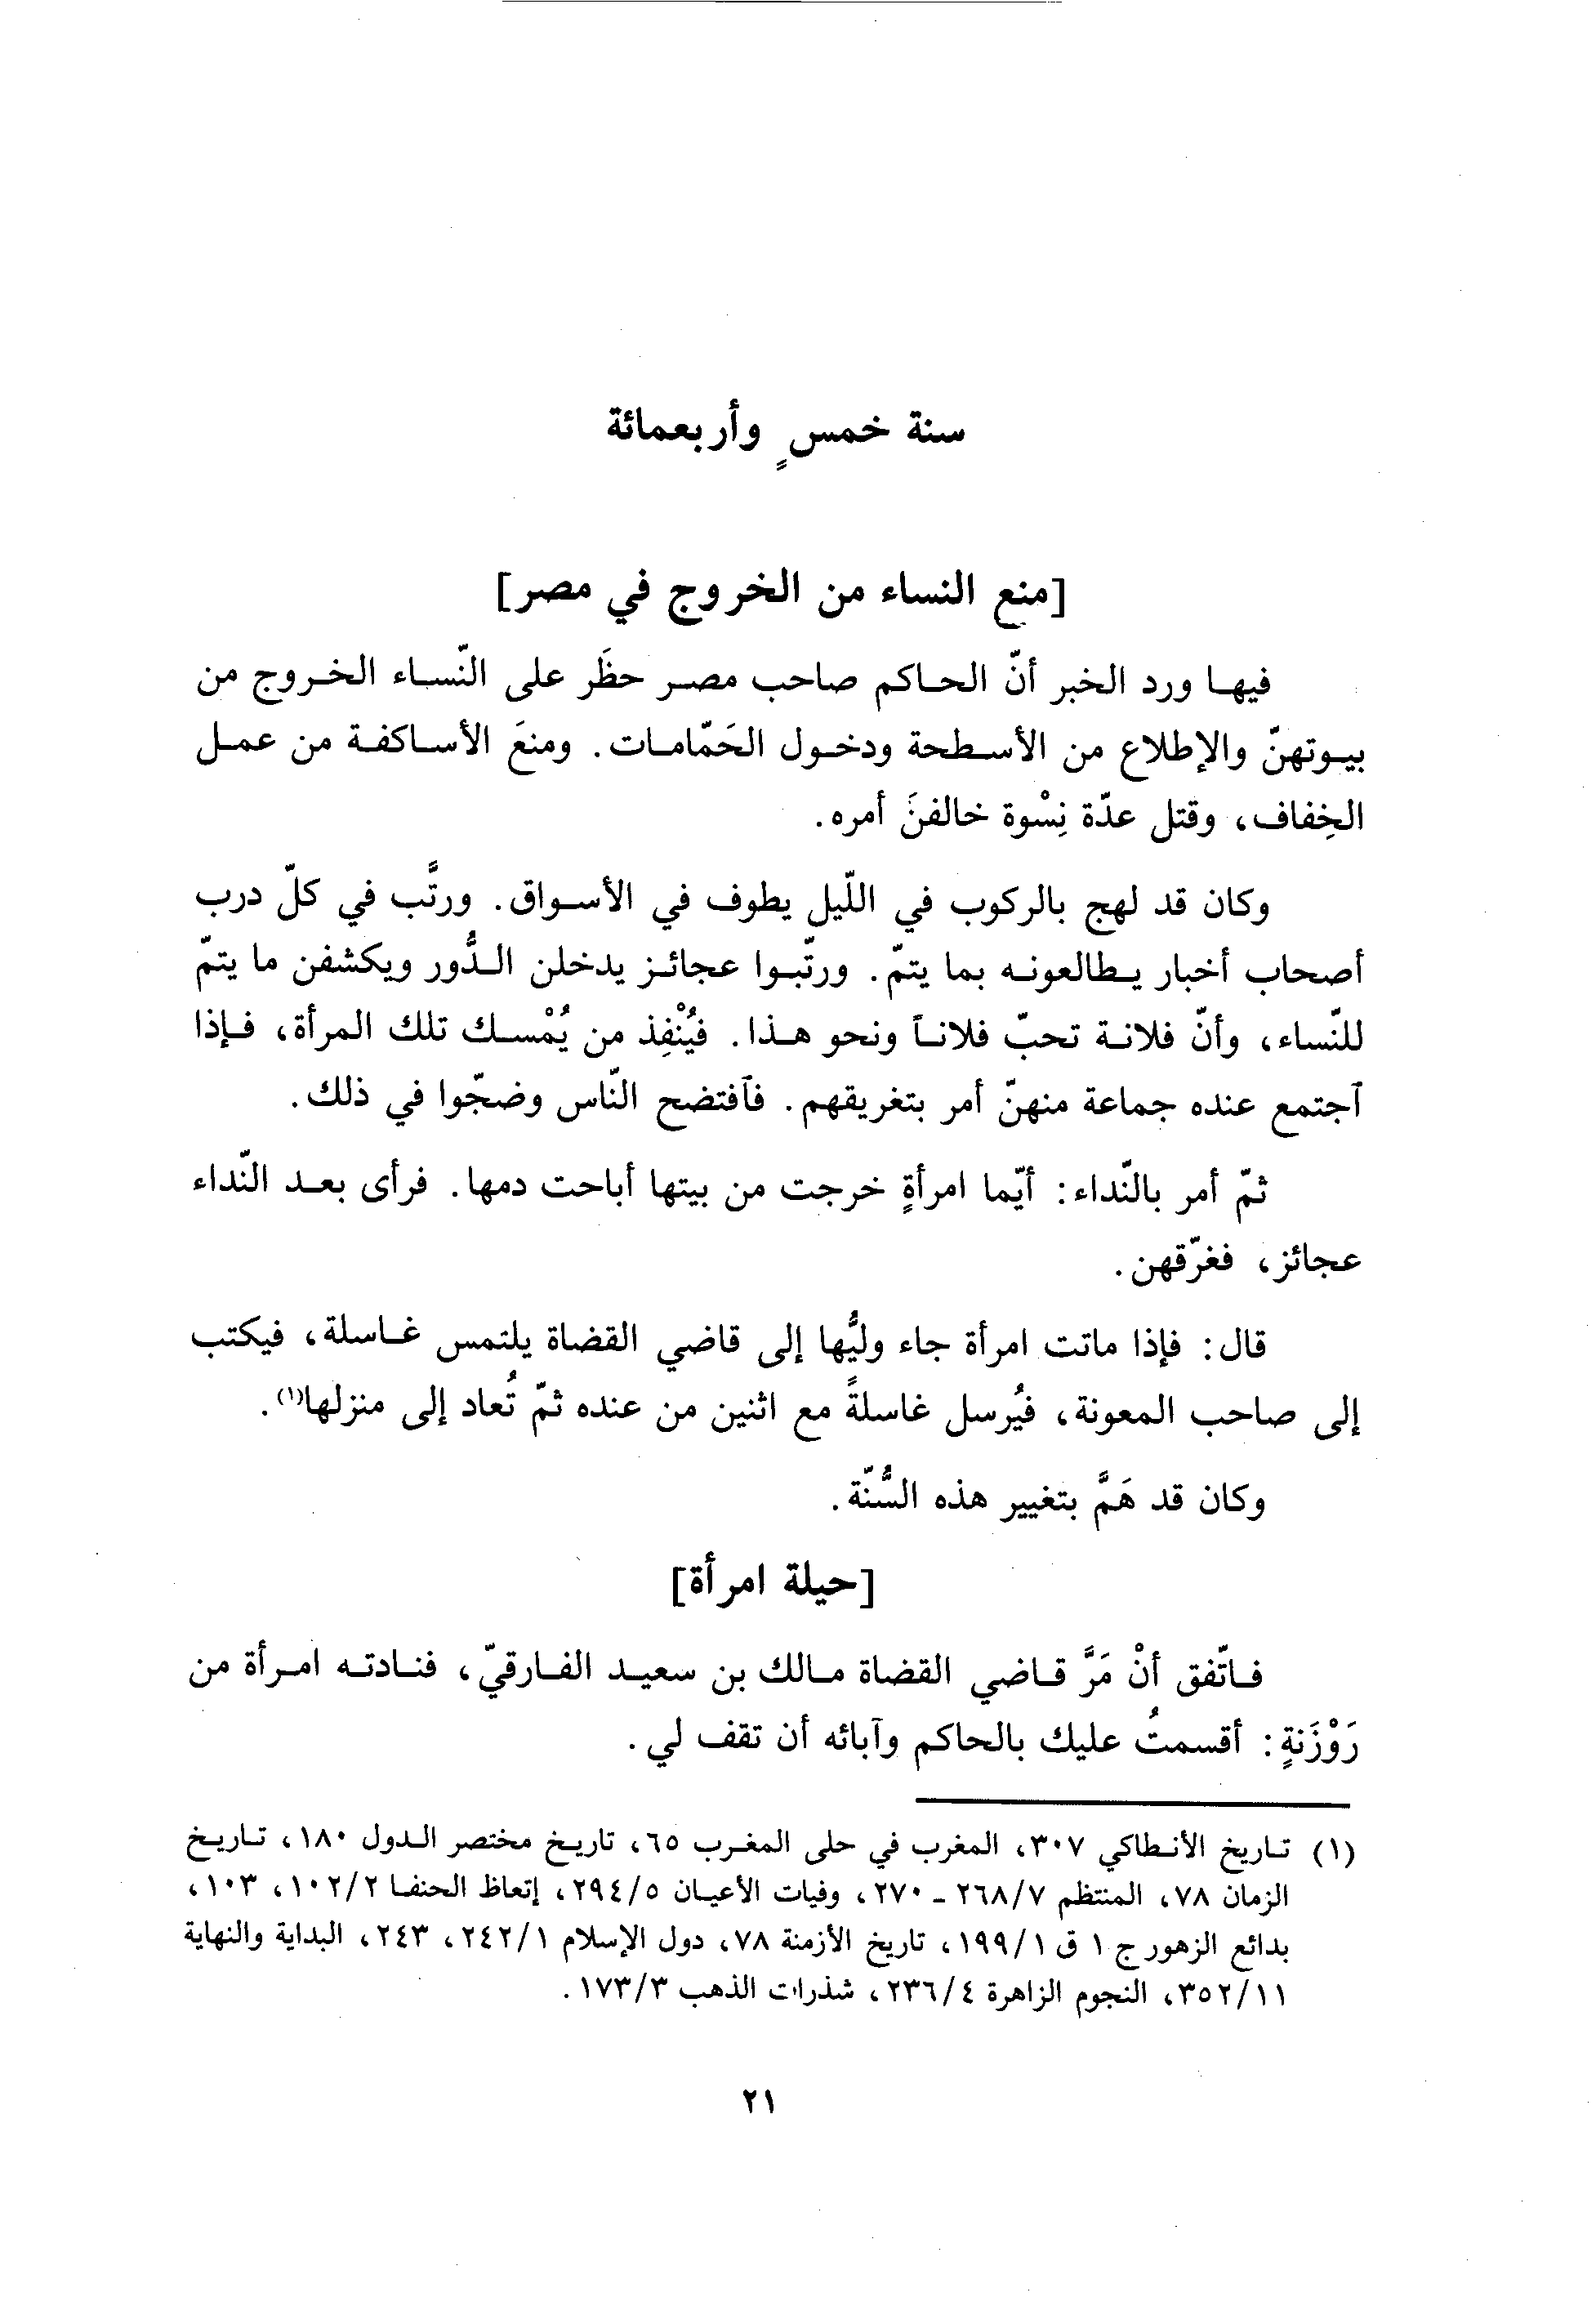 سنة خمسٍ وأربعمائة
[منع النساء من الخروج في مصر]
فيها ورد الخبر أنّ الحاكم صاحب مصر حظَر على النّساء الخروج من
بيوتهنّ والإطلاع من الأسطحة ودخول الحَمّامات. ومنعَ الأساكفة من عمل
الخِفاف، وقتل عدّة نِسْوة خالفنَ أمره.
وكان قد لهج بالركوب في اللّيل يطوف في الأسواق. ورتَّب في كلّ درب
أصحاب أخبار يطالعونه بما يتمّ. ورتّبوا عجائز يدخلن الدُّور ويكشفن ما يتمّ
للنّساء، وأنّ فلانة تحبّ فلاناً ونحو هذا. فيُنْفِذ من يُمْسك تلك المرأة، فإذا
ٱجتمع عنده جماعة منهنّ أمر بتغريقهم. فٱفتضح النّاس وضجّوا في ذلك.
ثمّ أمر بالنّداء: أيّما امرأةٍ خرجت من بيتها أباحت دمها. فرأى بعد النّداء
عجائز، فغرّقهن.
قال: فإذا ماتت امرأة جاء وليُّها إلى قاضي القضاة يلتمس غاسلة، فيكتب
إلى صاحب المعونة، فيُرسل غاسلةً مع اثنين من عنده ثمّ تُعاد إلى منزلها(١).
وكان قد هَمَّ بتغيير هذه السُّنّة.
[حيلة امرأة]
فاتّفق أنْ مَرَّ قاضي القضاة مالك بن سعيد الفارقيّ، فنادته امرأة من
رَوْزَنةٍ: أقسمتُ عليك بالحاكم وآبائه أن تقف لي.
(١) تاريخ الأنطاكي ٣٠٧، المغرب في حلى المغرب ٦٥، تاريخ مختصر الدول ١٨٠، تاريخ
الزمان ٧٨، المنتظم ٢٦٨/٧ ـ ٢٧٠، وفيات الأعيان ٢٩٤/٥، إتعاظ الحنفا ١٠٢/٢، ١٠٣،
بدائع الزهور ج ١ ق ١٩٩/١، تاريخ الأزمنة ٧٨، دول الإسلام ٢٤٢/١، ٢٤٣، البداية والنهاية
٣٥٢/١١، النجوم الزاهرة ٢٣٦/٤، شذرات الذهب ١٧٣/٣.
٢١